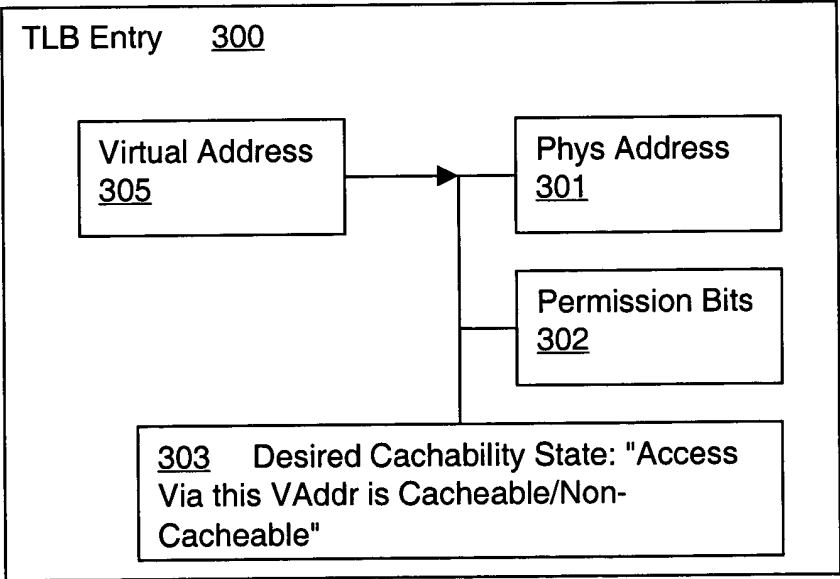 TLB Entry 300
Virtual Address
305
Phys Address
301
Permission Bits
302
303 Desired Cachability State: "Access
Via this VAddr is Cacheable/Non-
Cacheable"